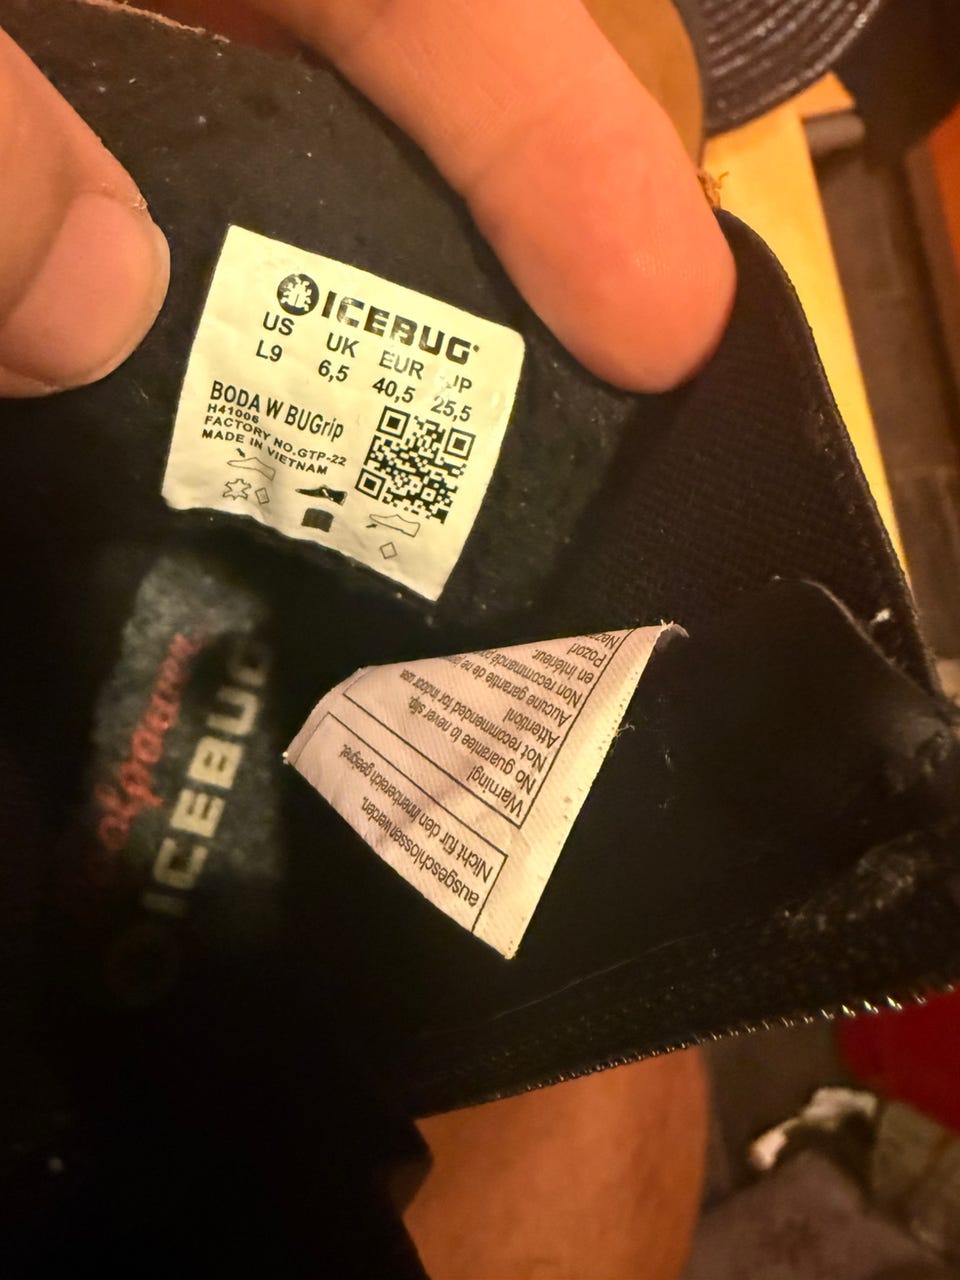 ICEBUG
US UK EUR JP
L9 6,5 40,5 25,5
BODA W BUGrip
H41006
FACTORY NO.GTP-22
MADE IN VIETNAM
ausgeschlossen werden.
Nicht für den Innenbereich geeignet.
Warning!
No guarantee to never slip.
Not recommended for indoor use
Attention!
Aucune garantie de ne
Non recommandé
en intérieur.
Pozor!
ICEBUG